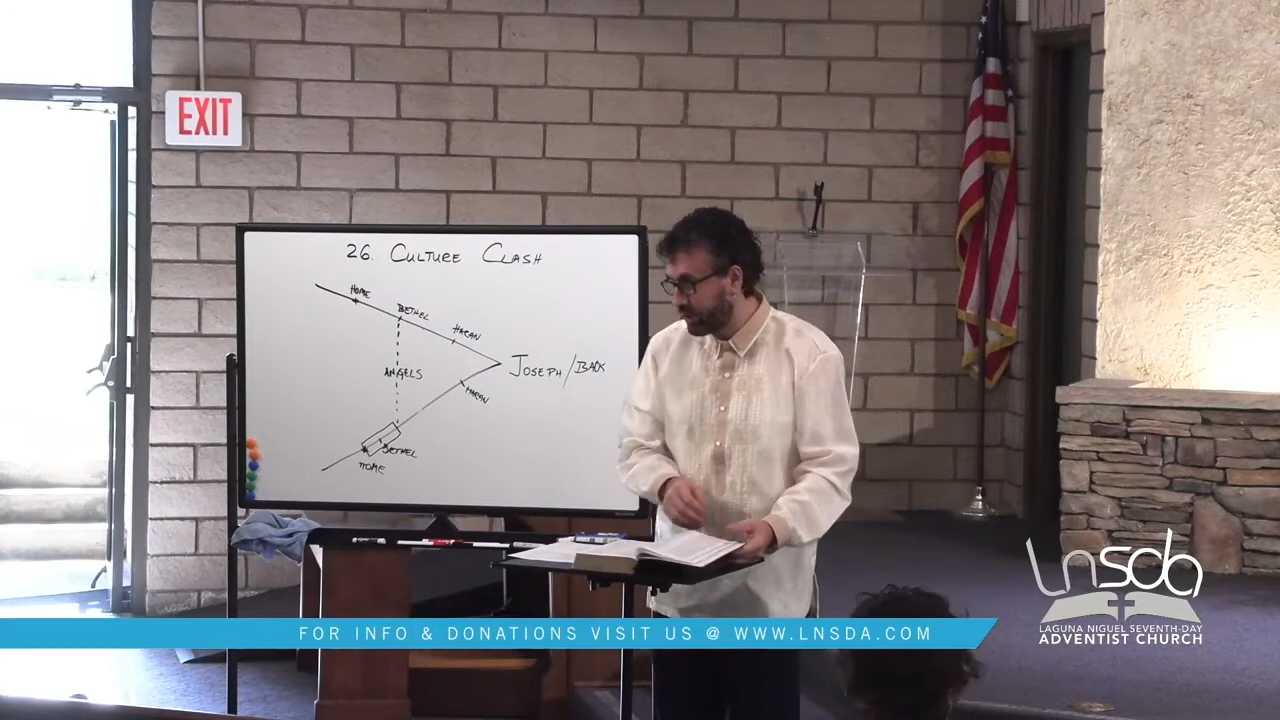 EXIT
26. CULTURE CLASH
HOME
BETHEL
HARAN
JOSEPH/BACK
ANGELS
HARAN
BETHEL
HOME
lnsda
LAGUNA NIGUEL SEVENTH-DAY
ADVENTIST CHURCH
FOR INFO & DONATIONS VISIT US @ WWW.LNSDA.COM